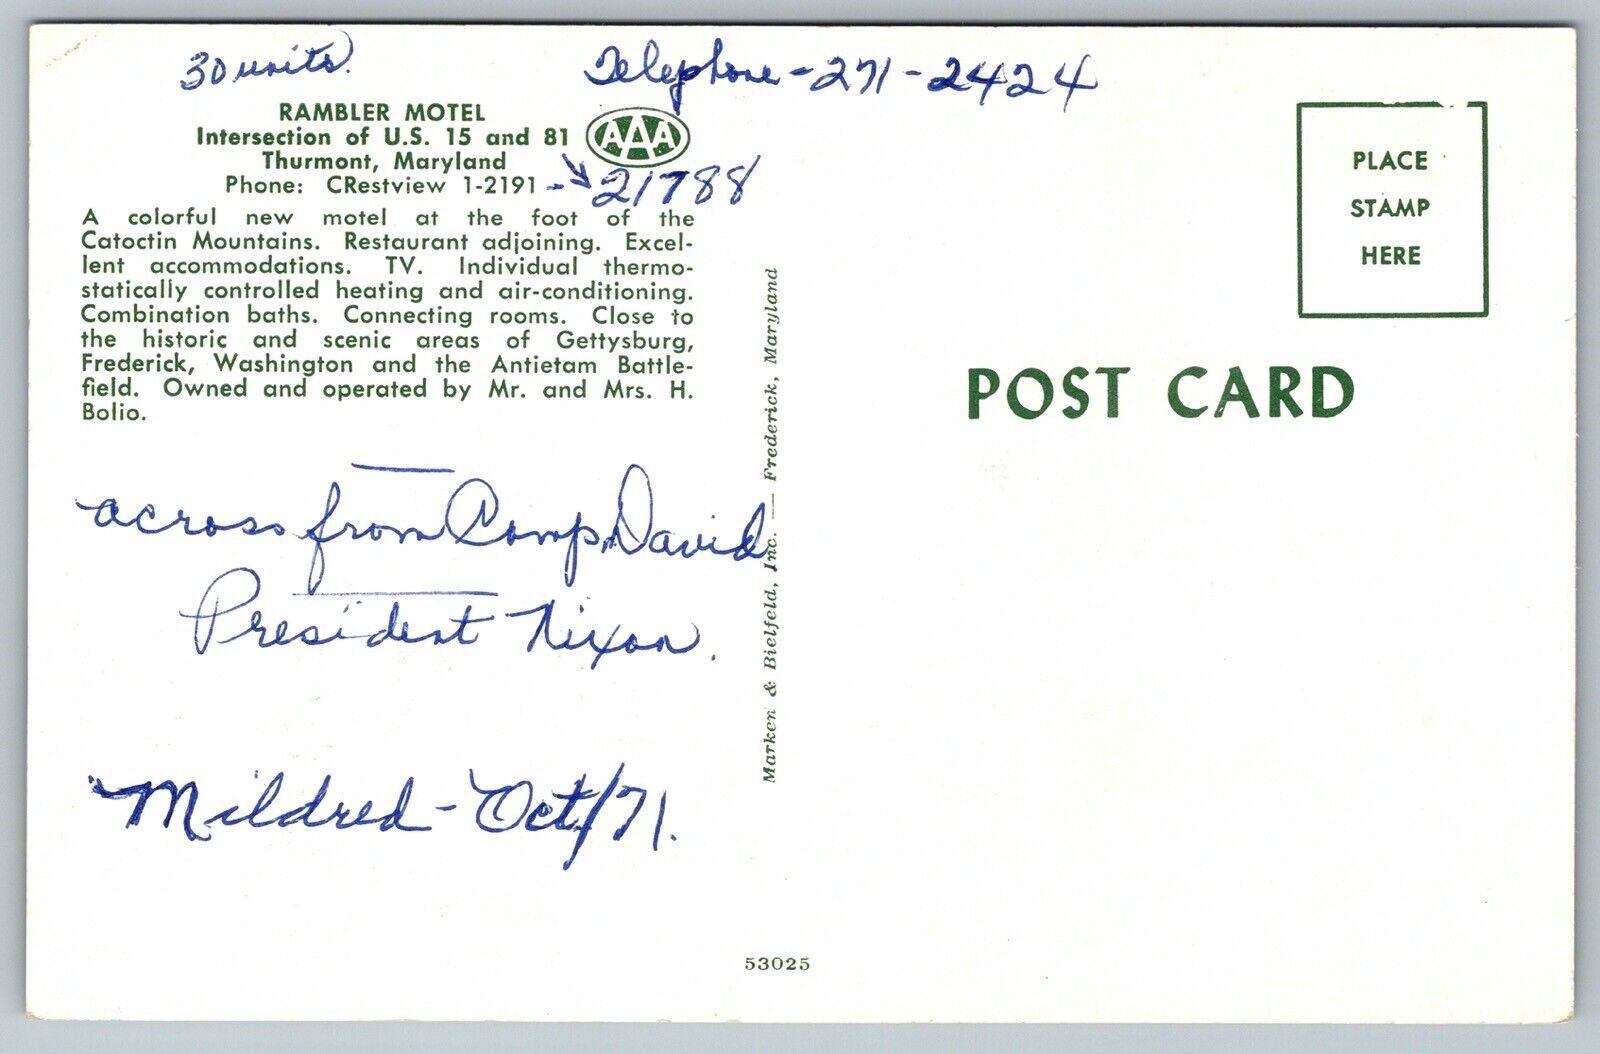 30 units.
Telephone - 271-2424
RAMBLER MOTEL
Intersection of U.S. 15 and 81
AAA
Thurmont, Maryland
Phone: CRestview 1-2191 - 21788
A colorful new motel at the foot of the
Catoctin Mountains. Restaurant adjoining. Excel-
lent accommodations. TV. Individual thermo-
statically controlled heating and air-conditioning.
Combination baths. Connecting rooms. Close to
the historic and scenic areas of Gettysburg,
Frederick, Washington and the Antietam Battle-
field. Owned and operated by Mr. and Mrs. H.
Bolio.
across from Camp David
President Nixon.
Mildred - Oct/71.
Marken & Bielfeld, Inc. — Frederick, Maryland
53025
PLACE
STAMP
HERE
POST CARD